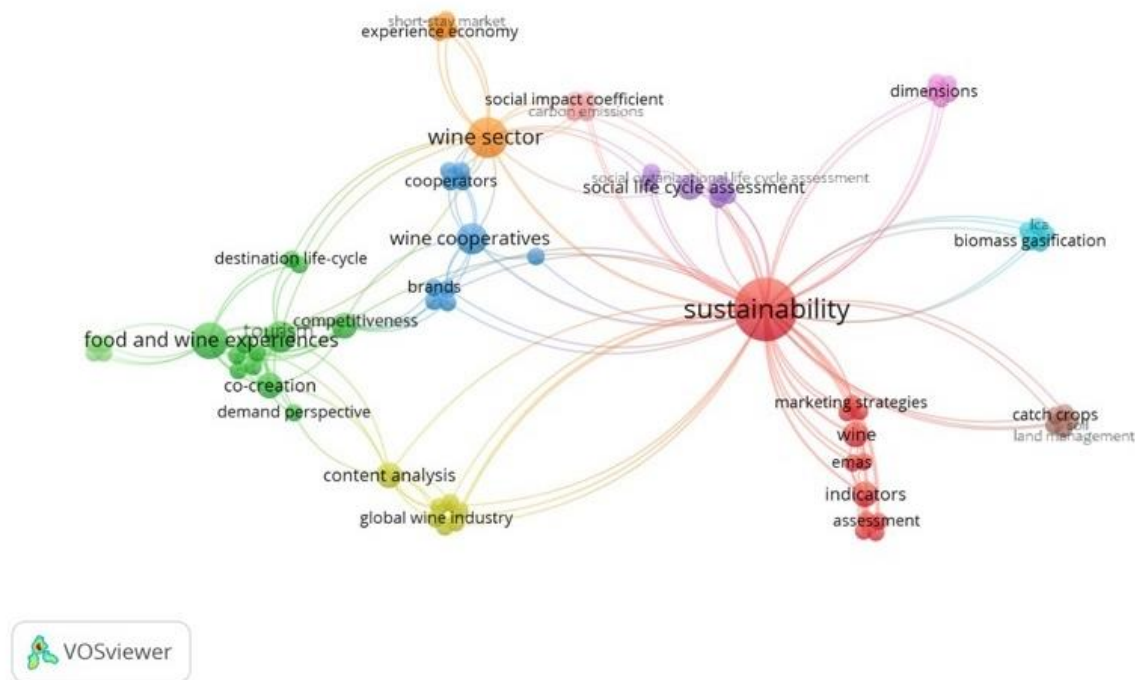 short-stay market
experience economy
dimensions
social impact coefficient
carbon emissions
wine sector
cooperators
social organizational life cycle assessment
social life cycle assessment
lca
biomass gasification
wine cooperatives
destination life-cycle
brands
sustainability
competitiveness
tourism
food and wine experiences
co-creation
demand perspective
marketing strategies
catch crops
soil
land management
wine
emas
content analysis
indicators
global wine industry
assessment
VOSviewer